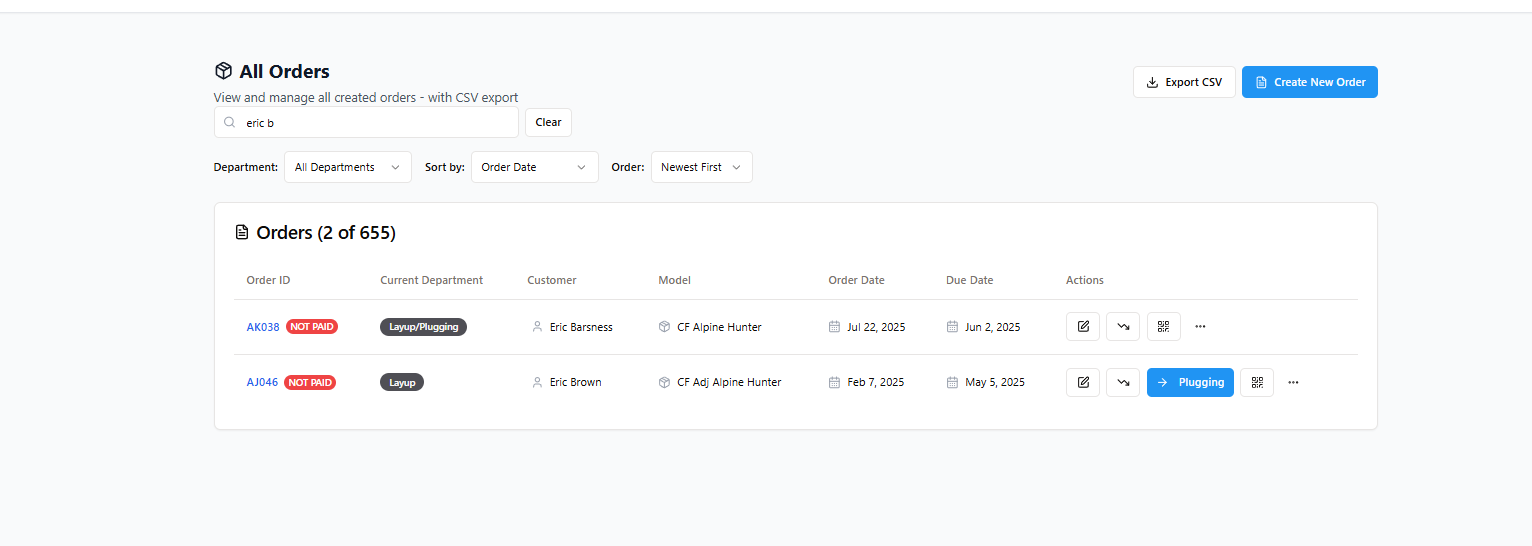 All Orders
View and manage all created orders - with CSV export
Export CSV
Create New Order
eric b
Clear
Department: All Departments Sort by: Order Date Order: Newest First
Orders (2 of 655)
Order ID Current Department Customer Model Order Date Due Date Actions
AK038 NOT PAID Layup/Plugging Eric Barsness CF Alpine Hunter Jul 22, 2025 Jun 2, 2025
AJ046 NOT PAID Layup Eric Brown CF Adj Alpine Hunter Feb 7, 2025 May 5, 2025 Plugging